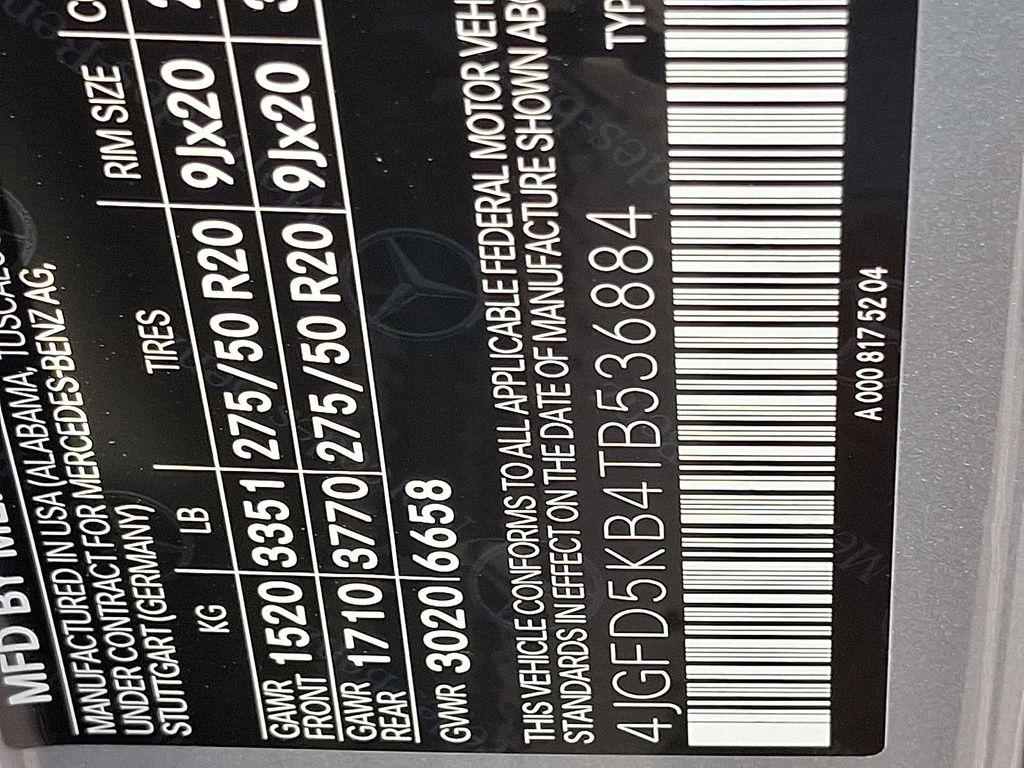 MFD BY
MANUFACTURED IN USA (ALABAMA,
UNDER CONTRACT FOR MERCEDES-BENZ AG,
STUTTGART (GERMANY)
KG LB TIRES RIM SIZE
GAWR FRONT 1520 3351 275/50 R20 9Jx20
GAWR REAR 1710 3770 275/50 R20 9Jx20
GVWR 3020 6658
THIS VEHICLE CONFORMS TO ALL APPLICABLE FEDERAL MOTOR VEH
STANDARDS IN EFFECT ON THE DATE OF MANUFACTURE SHOWN ABO
4JGFD5KB4TB536884 TYP
A 000 817 52 04